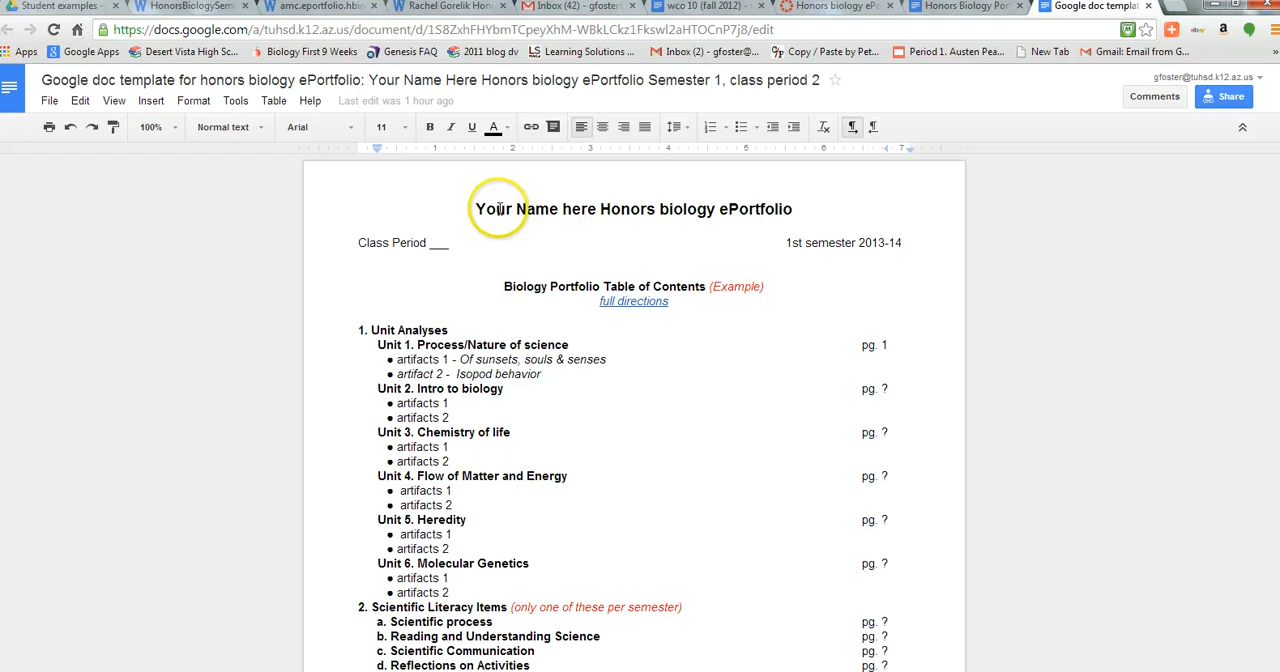 Student examples -
HonorsBiologySem
amc.eportfolio.hbio
Rachel Gorelik Hon
Inbox (42) - gfoster@
wco 10 (fall 2012) -
Honors biology eP
Honors Biology Por
Google doc templat
https://docs.google.com/a/tuhsd.k12.az.us/document/d/1S8Z
HYbmTCpeyXhM-WBkLCkz1Fkswl2aHTOCnP7j8/edit
Apps
Google Apps
Desert Vista High Sc...
Biology First 9 Weeks
Genesis FAQ
2011 blog dv
Learning Solutions ...
Inbox (2) - gfoster@...
Copy / Paste by Pet...
Period 1. Austen Pea...
New Tab
Gmail: Email from G...
gfoster@tuhsd.k12.az.us
Google doc template for honors biology ePortfolio: Your Name Here Honors biology ePortfolio Semester 1, class period 2
File Edit View Insert Format Tools Table Help Last edit was 1 hour ago
Comments
Share
100% Normal text Arial 11 B I U A
1 2 3 4 5 6 7
Your Name here Honors biology ePortfolio
Class Period ___ 1st semester 2013-14
Biology Portfolio Table of Contents (Example)
full directions
1. Unit Analyses
Unit 1. Process/Nature of science pg. 1
● artifacts 1 - Of sunsets, souls & senses
● artifact 2 - Isopod behavior
Unit 2. Intro to biology pg. ?
● artifacts 1
● artifacts 2
Unit 3. Chemistry of life pg. ?
● artifacts 1
● artifacts 2
Unit 4. Flow of Matter and Energy pg. ?
● artifacts 1
● artifacts 2
Unit 5. Heredity pg. ?
● artifacts 1
● artifacts 2
Unit 6. Molecular Genetics pg. ?
● artifacts 1
● artifacts 2
2. Scientific Literacy Items (only one of these per semester)
a. Scientific process pg. ?
b. Reading and Understanding Science pg. ?
c. Scientific Communication pg. ?
d. Reflections on Activities pg. ?